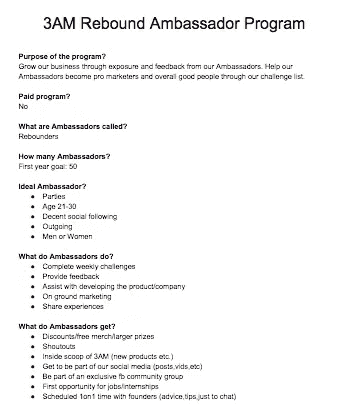 3AM Rebound Ambassador Program
Purpose of the program?
Grow our business through exposure and feedback from our Ambassadors. Help our
Ambassadors become pro marketers and overall good people through our challenge list.
Paid program?
No
What are Ambassadors called?
Rebounders
How many Ambassadors?
First year goal: 50
Ideal Ambassador?
● Parties
● Age 21-30
● Decent social following
● Outgoing
● Men or Women
What do Ambassadors do?
● Complete weekly challenges
● Provide feedback
● Assist with developing the product/company
● On ground marketing
● Share experiences
What do Ambassadors get?
● Discounts/free merch/larger prizes
● Shoutouts
● Inside scoop of 3AM (new products etc.)
● Get to be part of our social media (posts,vids,etc)
● Be part of an exclusive fb community group
● First opportunity for jobs/internships
● Scheduled 1on1 time with founders (advice,tips,just to chat)